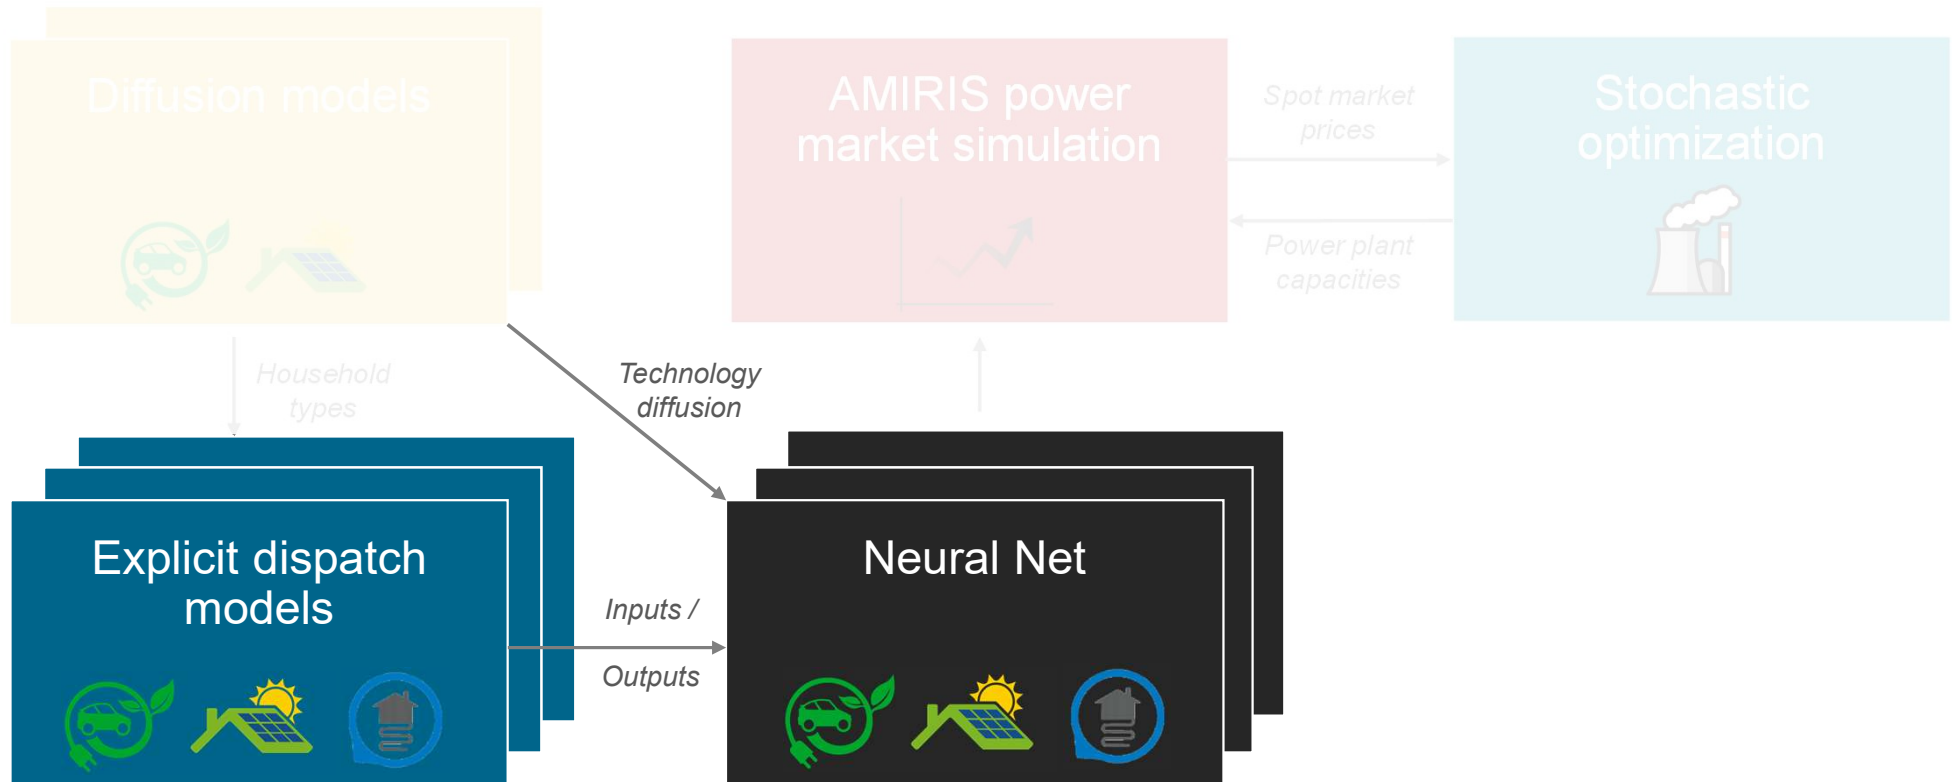 Diffusion models
AMIRIS power
market simulation
Spot market
prices
Stochastic
optimization
Power plant
capacities
Household
types
Technology
diffusion
Explicit dispatch
models
Inputs /
Outputs
Neural Net